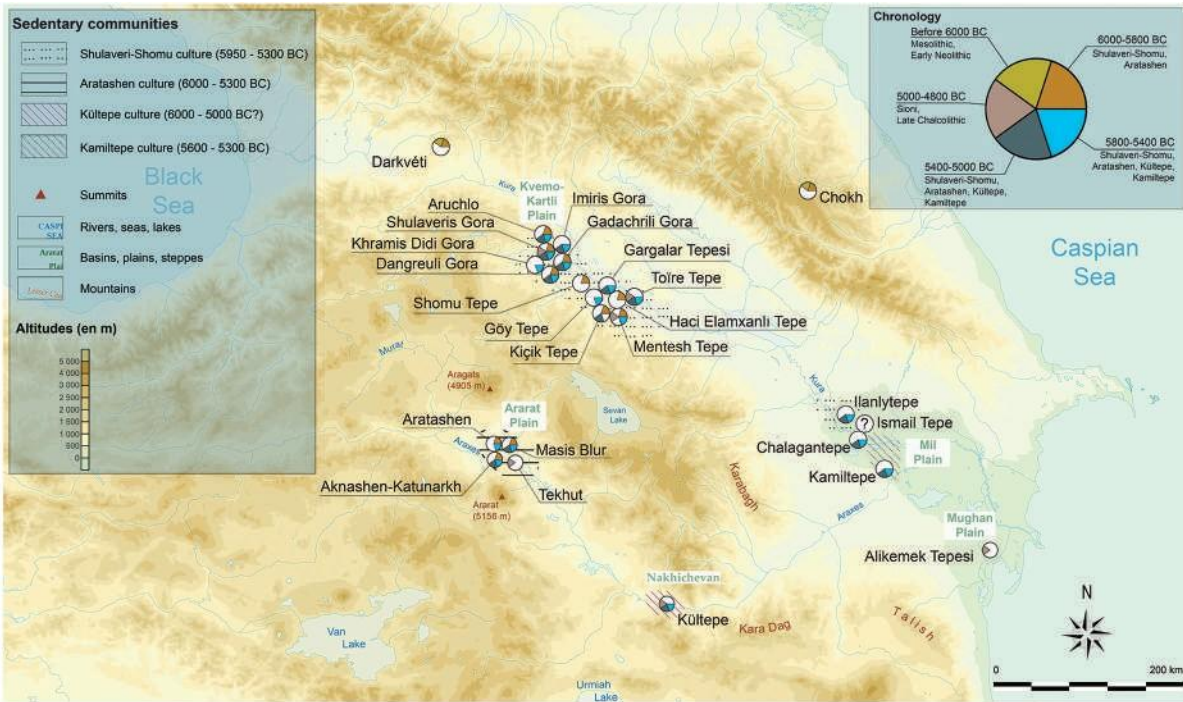 Sedentary communities
Shulaveri-Shomu culture (5950 - 5300 BC)
Aratashen culture (6000 - 5300 BC)
Kültepe culture (6000 - 5000 BC?)
Kamiltepe culture (5600 - 5300 BC)
Black
Sea
Summits
CASPI
SEA
Rivers, seas, lakes
Ararat
Plai
Basins, plains, steppes
Mountains
Altitudes (en m)
5 000
4 000
3 000
2 000
1 500
1 000
500
0
Chronology
Before 6000 BC
Mesolithic,
Early Neolithic
6000-5800 BC
Shulaveri-Shomu,
Aratashen
5000-4800 BC
Sioni,
Late Chalcolithic
5800-5400 BC
Shulaveri-Shomu,
Aratashen, Kültepe,
Kamiltepe
5400-5000 BC
Shulaveri-Shomu,
Arataahen, Kültepe,
Kamiltepe
Darkvéti
Chokh
Caspian
Sea
Kura
Kvemo-
Kartli
Plain
Aruchlo
Imiris Gora
Shulaveris Gora
Gadachrili Gora
Khramis Didi Gora
Gargalar Tepesi
Dangreuli Gora
Toïre Tepe
Shomu Tepe
Haci Elamxanlı Tepe
Göy Tepe
Kiçik Tepe
Mentesh Tepe
Murat
Aragats
(4905 m)
Sevan
Lake
Kura
Ararat
Plain
Aratashen
Araxes
Masis Blur
Aknashen-Katunarkh
Tekhut
Ararat
(5156 m)
Ilanlytepe
Ismail Tepe
?
Chalagantepe
Mil
Plain
Kamiltepe
Karabagh
Araxes
Mughan
Plain
Alikemek Tepesi
Nakhichevan
Kültepe
Kara Dag
Talish
Van
Lake
Urmiah
Lake
N
0
200 km